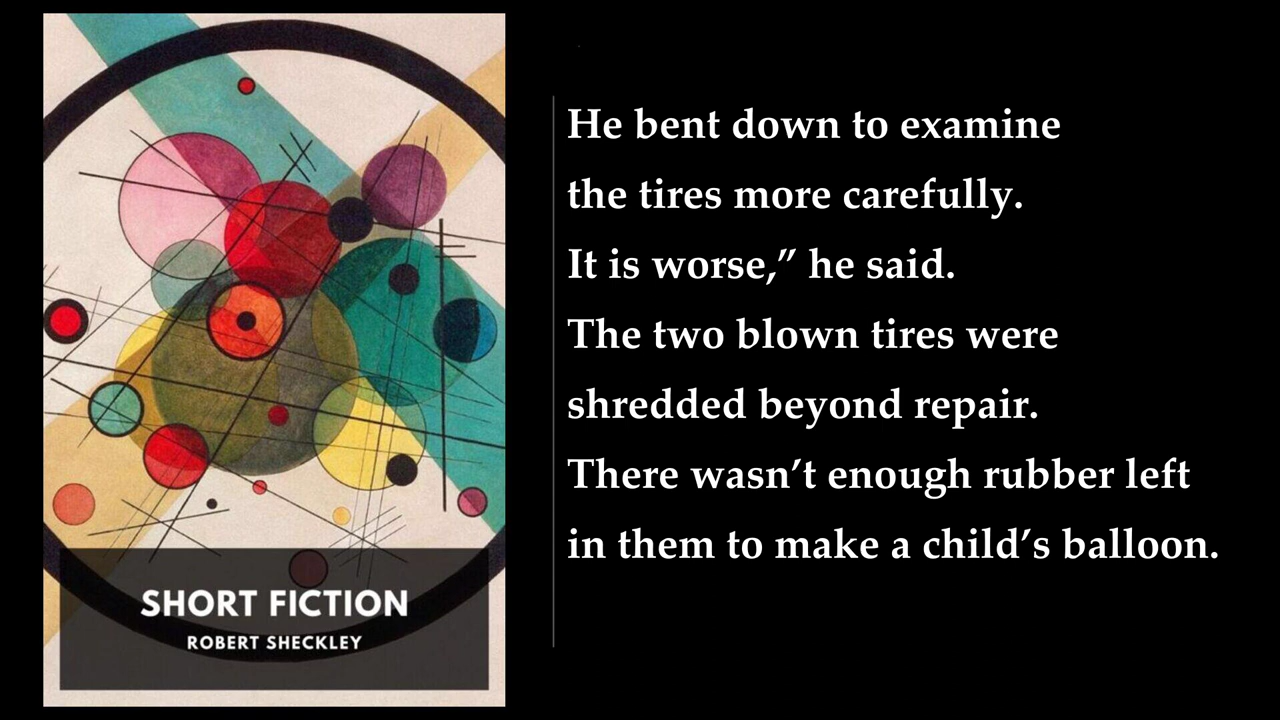 SHORT FICTION
ROBERT SHECKLEY
He bent down to examine
the tires more carefully.
It is worse,” he said.
The two blown tires were
shredded beyond repair.
There wasn’t enough rubber left
in them to make a child’s balloon.